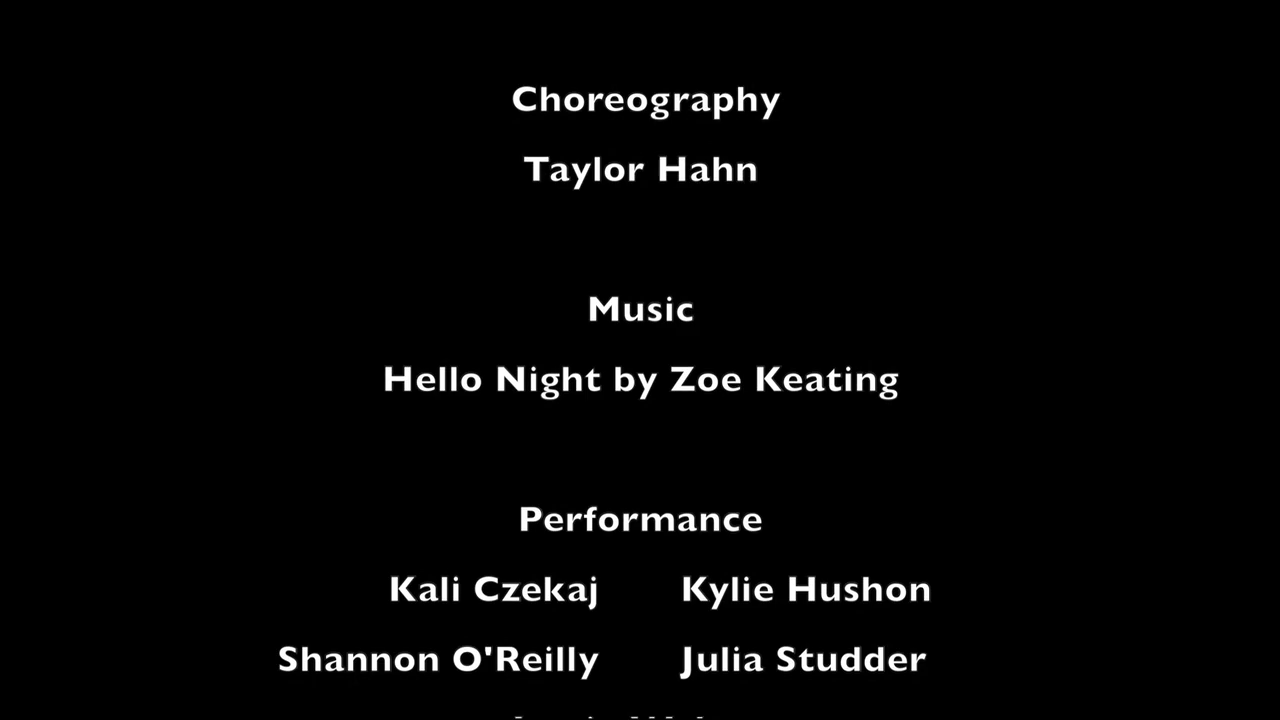 Choreography
Taylor Hahn
Music
Hello Night by Zoe Keating
Performance
Kali Czekaj Kylie Hushon
Shannon O'Reilly Julia Studder